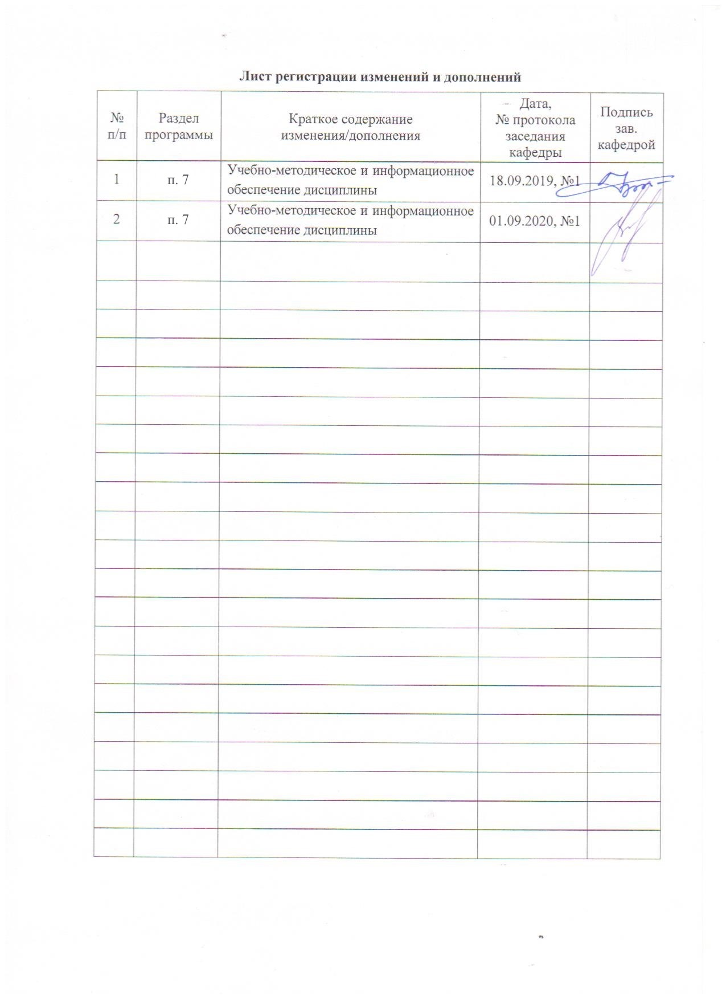 Лист регистрации изменений и дополнений
№
п/п
Раздел
программы
Краткое содержание
изменения/дополнения
Дата,
№ протокола
заседания
кафедры
Подпись
зав.
кафедрой
1
п. 7
Учебно-методическое и информационное
обеспечение дисциплины
18.09.2019, №1
2
п. 7
Учебно-методическое и информационное
обеспечение дисциплины
01.09.2020, №1